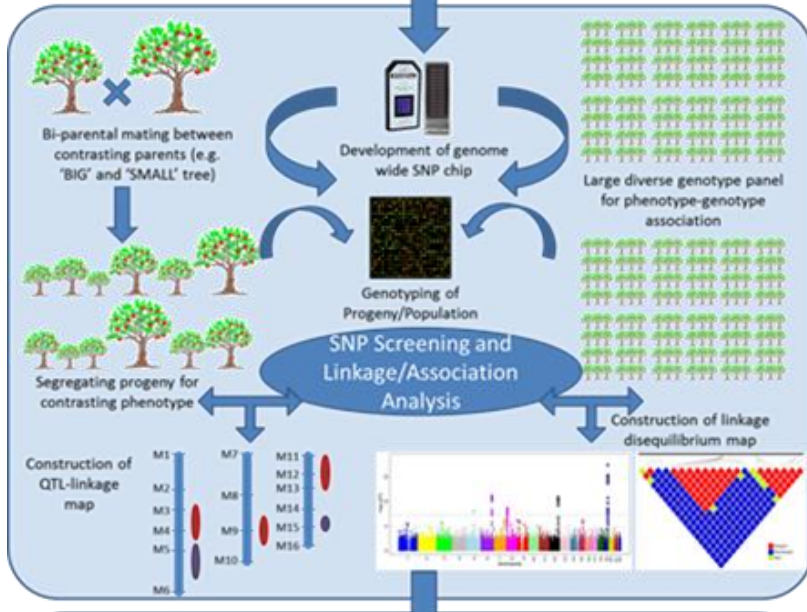 Bi-parental mating between
contrasting parents (e.g.
'BIG' and 'SMALL' tree)
Development of genome
wide SNP chip
Large diverse genotype panel
for phenotype-genotype
association
Genotyping of
Progeny/Population
SNP Screening and
Linkage/Association
Analysis
Segregating progeny for
contrasting phenotype
Construction of linkage
disequilibrium map
Construction of
QTL-linkage
map
M1
M2
M3
M4
M5
M6
M7
M8
M9
M10
M11
M12
M13
M14
M15
M16